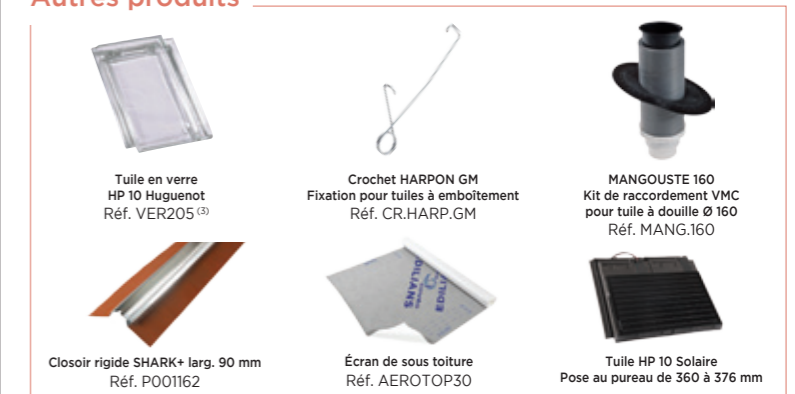 Autres produits
Tuile en verre
HP 10 Huguenot
Réf. VER205 (3)
Crochet HARPON GM
Fixation pour tuiles à emboîtement
Réf. CR.HARP.GM
MANGOUSTE 160
Kit de raccordement VMC
pour tuile à douille Ø 160
Réf. MANG.160
EDILIANS
Closoir rigide SHARK+ larg. 90 mm
Réf. P001162
Écran de sous toiture
Réf. AEROTOP30
Tuile HP 10 Solaire
Pose au pureau de 360 à 376 mm